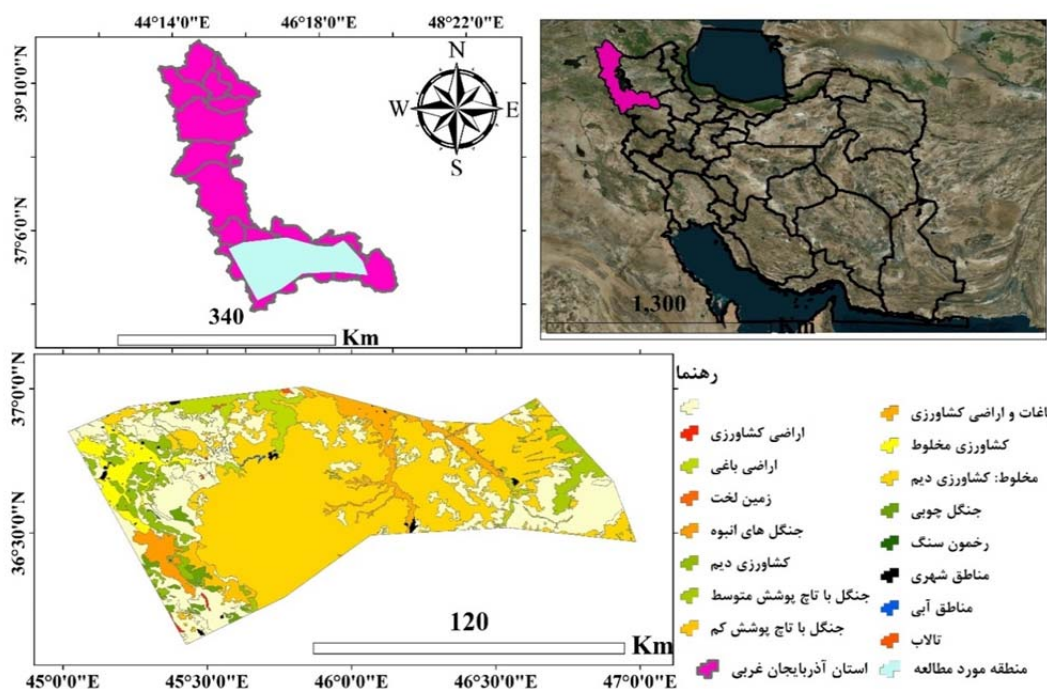 44°14'0"E 46°18'0"E 48°22'0"E
39°10'0"N
37°6'0"N
N
W E
S
340
Km
1,300
Km
37°0'0"N
36°30'0"N
120
Km
45°0'0"E 45°30'0"E 46°0'0"E 46°30'0"E 47°0'0"E
رهنما
اراضی کشاورزی
اراضی باغی
زمین لخت
جنگل های انبوه
کشاورزی دیم
جنگل با تاج پوشش متوسط
جنگل با تاج پوشش کم
استان آذربایجان غربی
باغات و اراضی کشاورزی
کشاورزی مخلوط
مخلوط: کشاورزی دیم
جنگل چوبی
رخمون سنگ
مناطق شهری
مناطق آبی
تالاب
منطقه مورد مطالعه